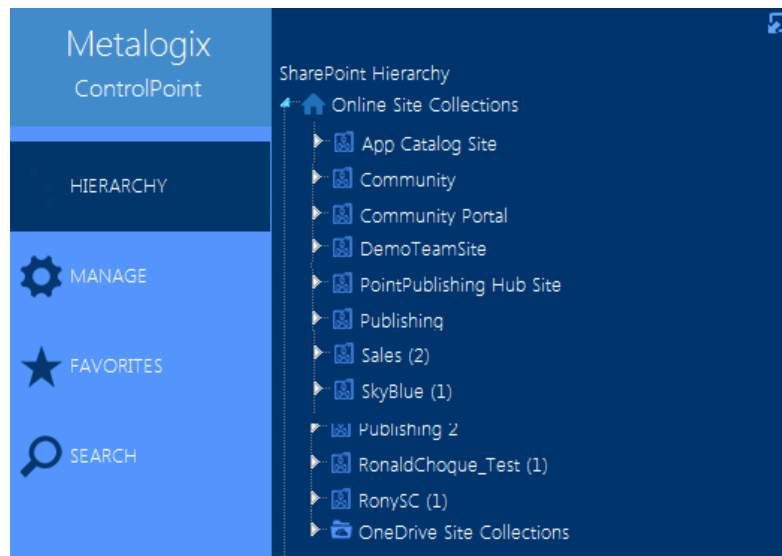 Metalogix
ControlPoint
HIERARCHY
MANAGE
FAVORITES
SEARCH
SharePoint Hierarchy
Online Site Collections
App Catalog Site
Community
Community Portal
DemoTeamSite
PointPublishing Hub Site
Publishing
Sales (2)
SkyBlue (1)
Publishing 2
RonaldChoque_Test (1)
RonySC (1)
OneDrive Site Collections